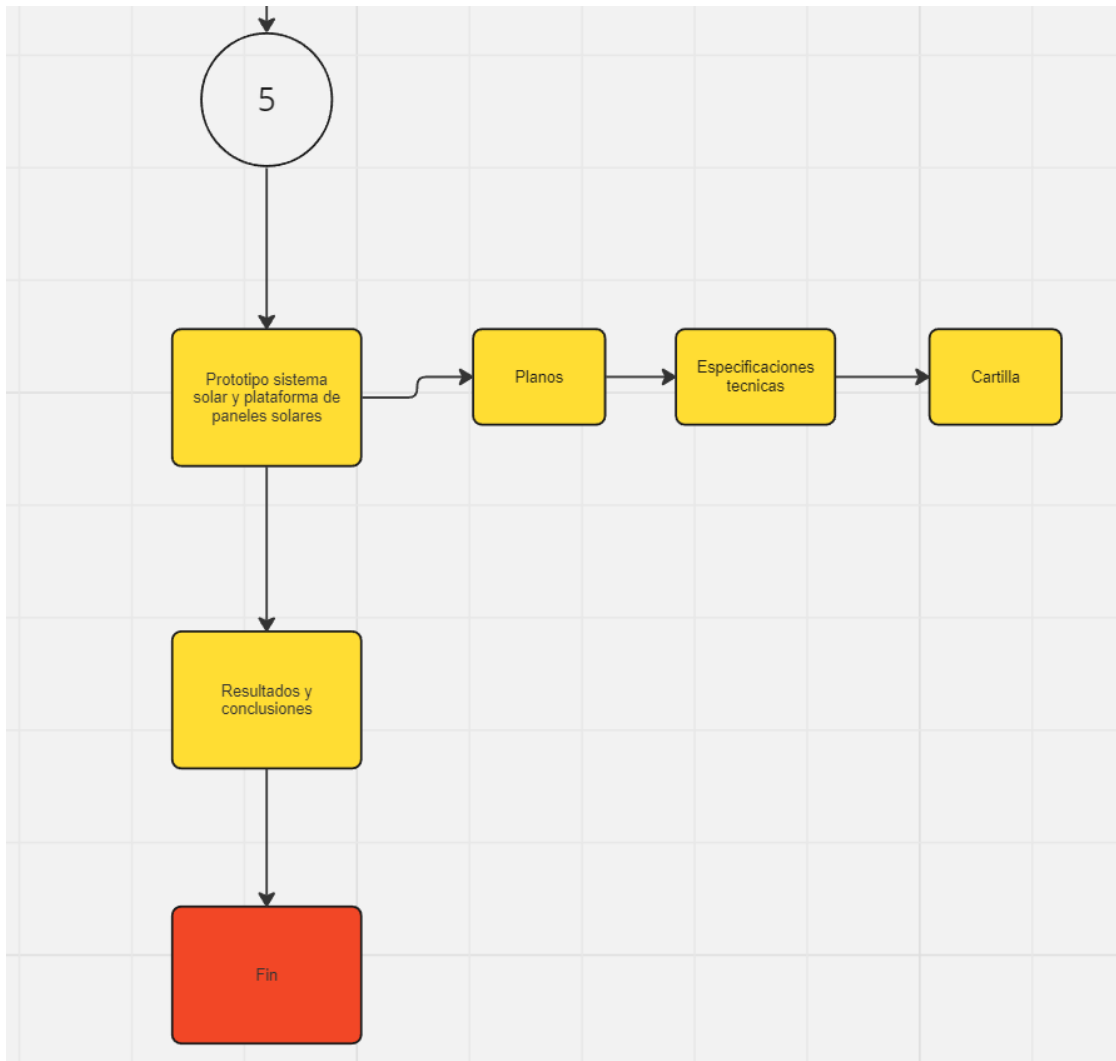 5
Prototipo sistema
solar y plataforma de
paneles solares
Planos
Especificaciones
tecnicas
Cartilla
Resultados y
conclusiones
Fin